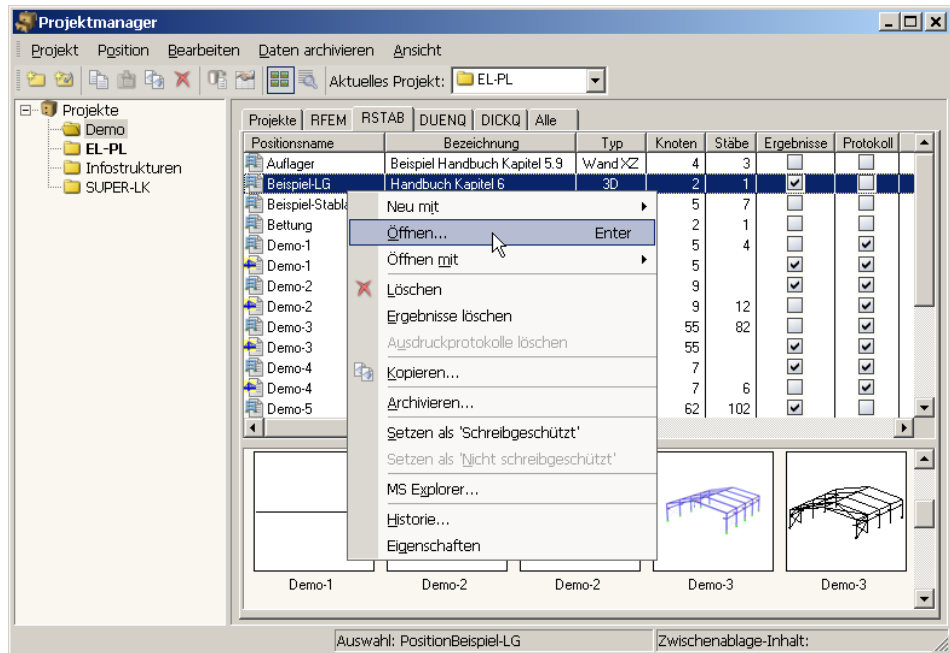 Projektmanager
Projekt Position Bearbeiten Daten archivieren Ansicht
Aktuelles Projekt: EL-PL
Projekte
Demo
EL-PL
Infostrukturen
SUPER-LK
Projekte RFEM RSTAB DUENQ DICKQ Alle
Positionsname Bezeichnung Typ Knoten Stäbe Ergebnisse Protokoll
Auflager Beispiel Handbuch Kapitel 5.9 Wand XZ 4 3
Beispiel-LG Handbuch Kapitel 6 3D 2 1
Beispiel-Stabla 5 7
Bettung 2 1
Demo-1 5 4
Demo-1 5
Demo-2 9
Demo-2 9 12
Demo-3 55 82
Demo-3 55
Demo-4 7
Demo-4 7 6
Demo-5 62 102
Neu mit
Öffnen... Enter
Öffnen mit
Löschen
Ergebnisse löschen
Ausdruckprotokolle löschen
Kopieren...
Archivieren...
Setzen als 'Schreibgeschützt'
Setzen als 'Nicht schreibgeschützt'
MS Explorer...
Historie...
Eigenschaften
Demo-1 Demo-2 Demo-2 Demo-3 Demo-3
Auswahl: PositionBeispiel-LG Zwischenablage-Inhalt: